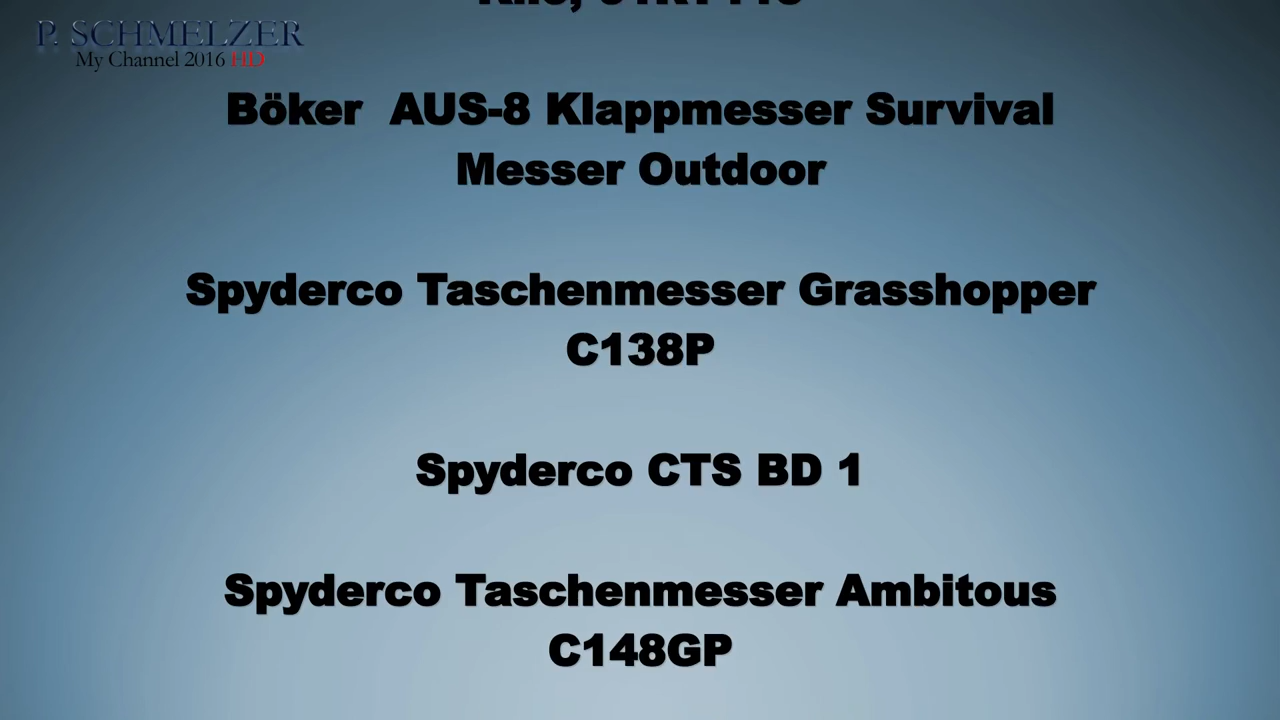 P. SCHMELZER
My Channel 2016 HD
Böker AUS-8 Klappmesser Survival
Messer Outdoor
Spyderco Taschenmesser Grasshopper
C138P
Spyderco CTS BD 1
Spyderco Taschenmesser Ambitous
C148GP